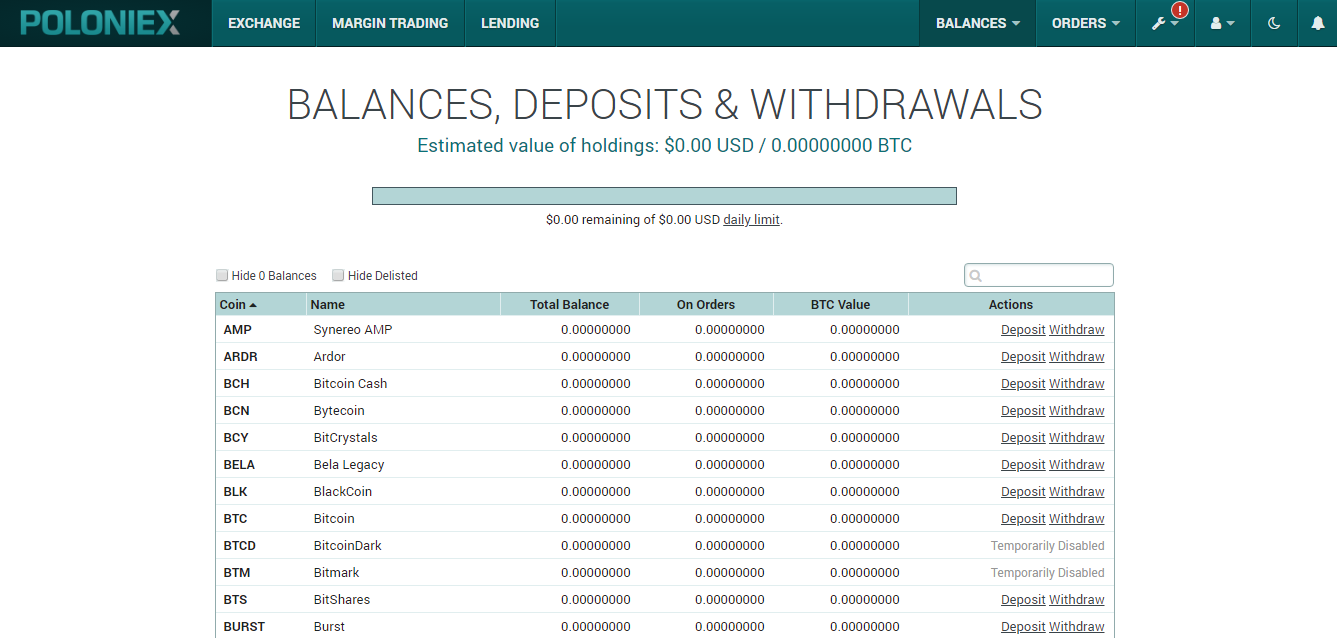 POLONIEX EXCHANGE MARGIN TRADING LENDING BALANCES ORDERS !
BALANCES, DEPOSITS & WITHDRAWALS
Estimated value of holdings: $0.00 USD / 0.00000000 BTC
$0.00 remaining of $0.00 USD daily limit.
Hide 0 Balances Hide Delisted
Coin Name Total Balance On Orders BTC Value Actions
AMP Synereo AMP 0.00000000 0.00000000 0.00000000 Deposit Withdraw
ARDR Ardor 0.00000000 0.00000000 0.00000000 Deposit Withdraw
BCH Bitcoin Cash 0.00000000 0.00000000 0.00000000 Deposit Withdraw
BCN Bytecoin 0.00000000 0.00000000 0.00000000 Deposit Withdraw
BCY BitCrystals 0.00000000 0.00000000 0.00000000 Deposit Withdraw
BELA Bela Legacy 0.00000000 0.00000000 0.00000000 Deposit Withdraw
BLK BlackCoin 0.00000000 0.00000000 0.00000000 Deposit Withdraw
BTC Bitcoin 0.00000000 0.00000000 0.00000000 Deposit Withdraw
BTCD BitcoinDark 0.00000000 0.00000000 0.00000000 Temporarily Disabled
BTM Bitmark 0.00000000 0.00000000 0.00000000 Temporarily Disabled
BTS BitShares 0.00000000 0.00000000 0.00000000 Deposit Withdraw
BURST Burst 0.00000000 0.00000000 0.00000000 Deposit Withdraw